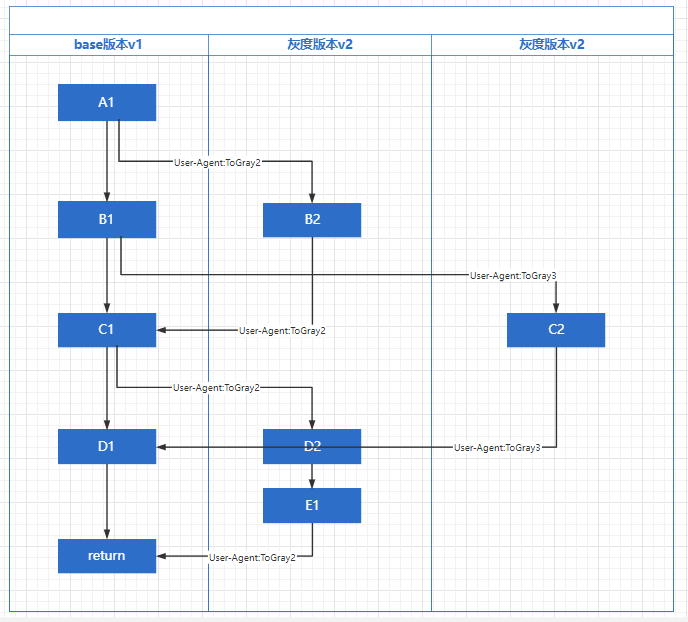 base版本v1
灰度版本v2
灰度版本v2
A1
User-Agent:ToGray2
B1
B2
User-Agent:ToGray3
C1
User-Agent:ToGray2
C2
User-Agent:ToGray2
D1
D2
User-Agent:ToGray3
E1
return
User-Agent:ToGray2